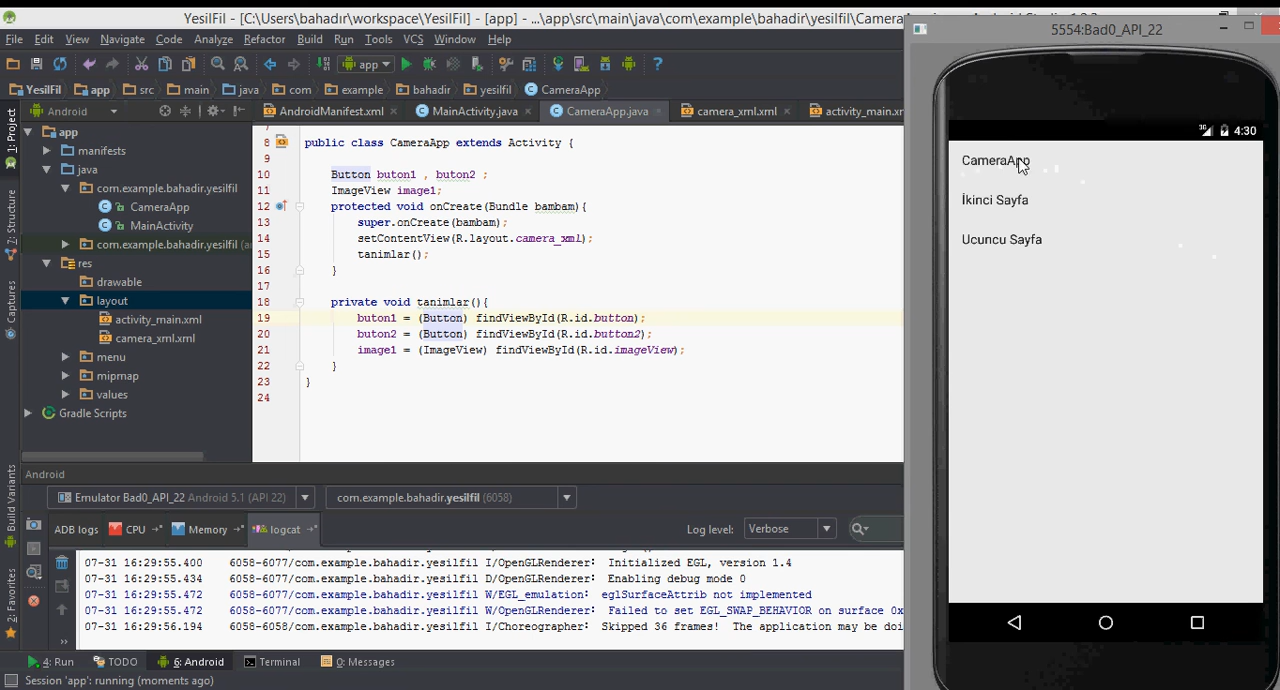 YesilFil - [C:\Users\bahadır\workspace\YesilFil] - [app] - ...\app\src\main\java\com\example\bahadir\yesilfil\Camera
File Edit View Navigate Code Analyze Refactor Build Run Tools VCS Window Help
app
YesilFil app src main java com example bahadir yesilfil CameraApp
Android
AndroidManifest.xml MainActivity.java CameraApp.java camera_xml.xml activity_main.xm
1: Project
7: Structure
Captures
Build Variants
2: Favorites
app
manifests
java
com.example.bahadir.yesilfil
CameraApp
MainActivity
com.example.bahadir.yesilfil (a
res
drawable
layout
activity_main.xml
camera_xml.xml
menu
mipmap
values
Gradle Scripts
7
8 public class CameraApp extends Activity {
9
10 Button buton1 , buton2 ;
11 ImageView image1;
12 protected void onCreate(Bundle bambam){
13 super.onCreate(bambam);
14 setContentView(R.layout.camera_xml);
15 tanimlar();
16 }
17
18 private void tanimlar(){
19 buton1 = (Button) findViewById(R.id.button);
20 buton2 = (Button) findViewById(R.id.button2);
21 image1 = (ImageView) findViewById(R.id.imageView);
22 }
23 }
24
Android
Emulator Bad0_API_22 Android 5.1 (API 22) com.example.bahadir.yesilfil (6058)
ADB logs CPU Memory logcat Log level: Verbose
07-31 16:29:55.400 6058-6077/com.example.bahadir.yesilfil I/OpenGLRenderer: Initialized EGL, version 1.4
07-31 16:29:55.434 6058-6077/com.example.bahadir.yesilfil D/OpenGLRenderer: Enabling debug mode 0
07-31 16:29:55.472 6058-6077/com.example.bahadir.yesilfil W/EGL_emulation: eglSurfaceAttrib not implemented
07-31 16:29:55.472 6058-6077/com.example.bahadir.yesilfil W/OpenGLRenderer: Failed to set EGL_SWAP_BEHAVIOR on surface 0x
07-31 16:29:56.194 6058-6058/com.example.bahadir.yesilfil I/Choreographer: Skipped 36 frames! The application may be doi
4: Run TODO 6: Android Terminal 0: Messages
Session 'app': running (moments ago)
5554:Bad0_API_22
3G 4:30
CameraApp
İkinci Sayfa
Ucuncu Sayfa